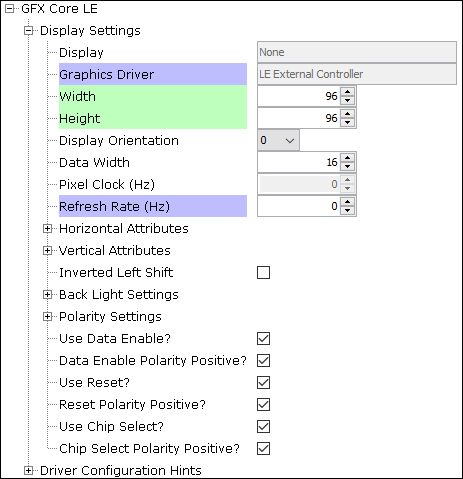 GFX Core LE
Display Settings
Display None
Graphics Driver LE External Controller
Width 96
Height 96
Display Orientation 0
Data Width 16
Pixel Clock (Hz) 0
Refresh Rate (Hz) 0
Horizontal Attributes
Vertical Attributes
Inverted Left Shift
Back Light Settings
Polarity Settings
Use Data Enable?
Data Enable Polarity Positive?
Use Reset?
Reset Polarity Positive?
Use Chip Select?
Chip Select Polarity Positive?
Driver Configuration Hints